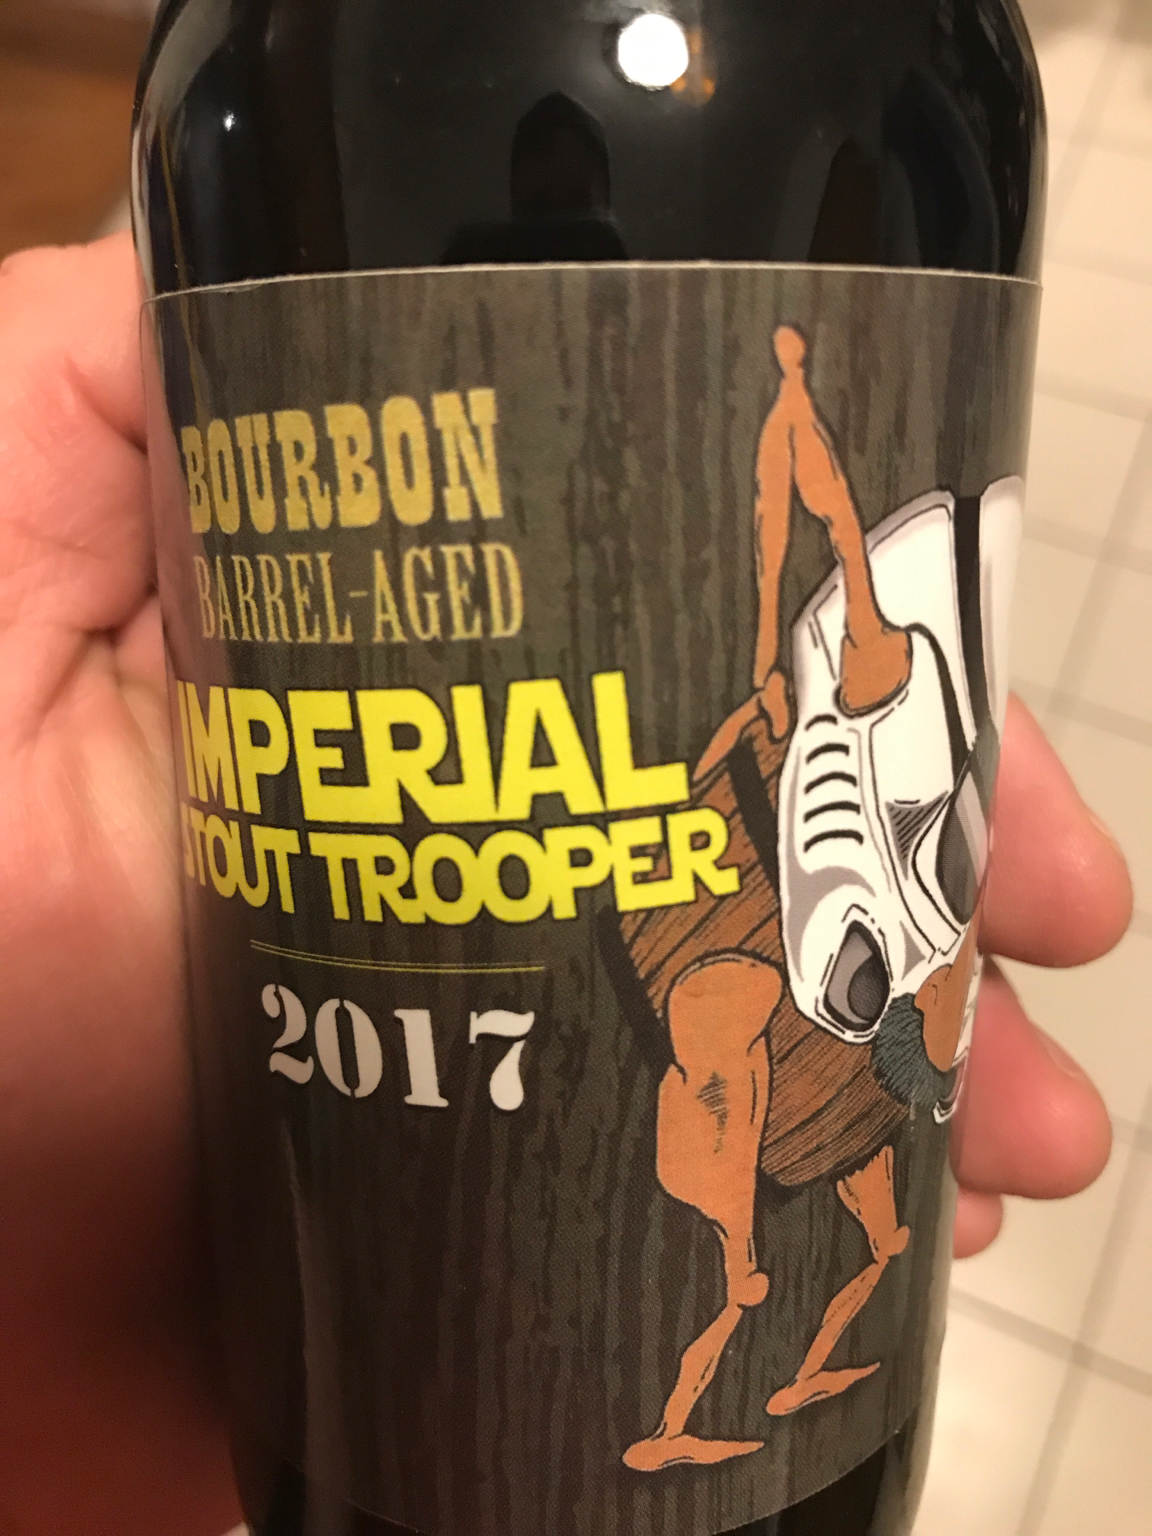 BOURBON
BARREL-AGED
IMPERIAL
STOUT TROOPER
2017